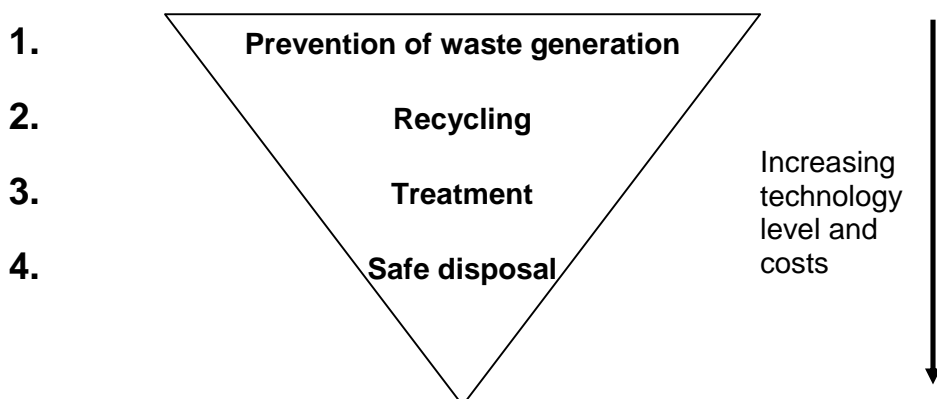 1. Prevention of waste generation
2. Recycling
3. Treatment
4. Safe disposal
Increasing
technology
level and
costs